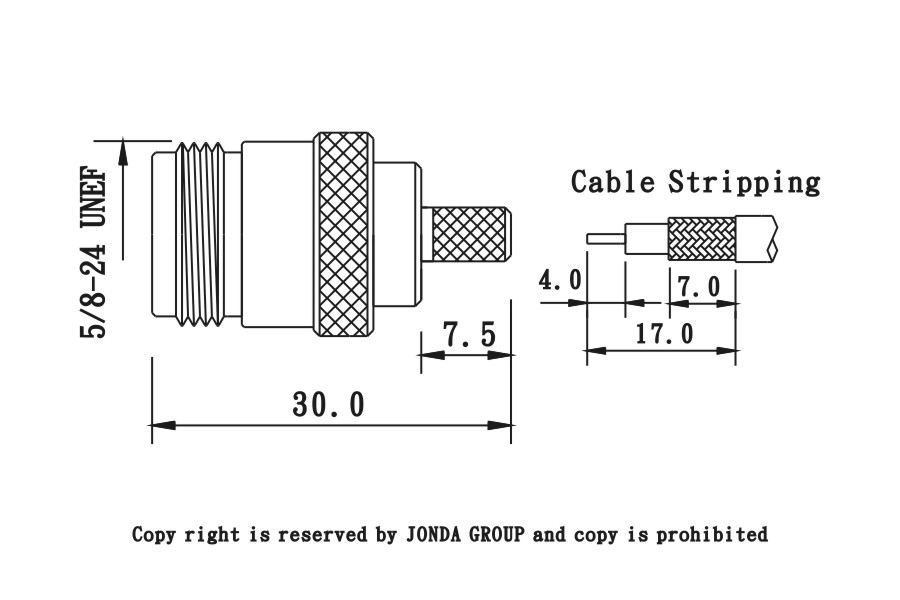 5/8-24 UNEF
Cable Stripping
4.0
7.0
17.0
7.5
30.0
Copy right is reserved by JONDA GROUP and copy is prohibited